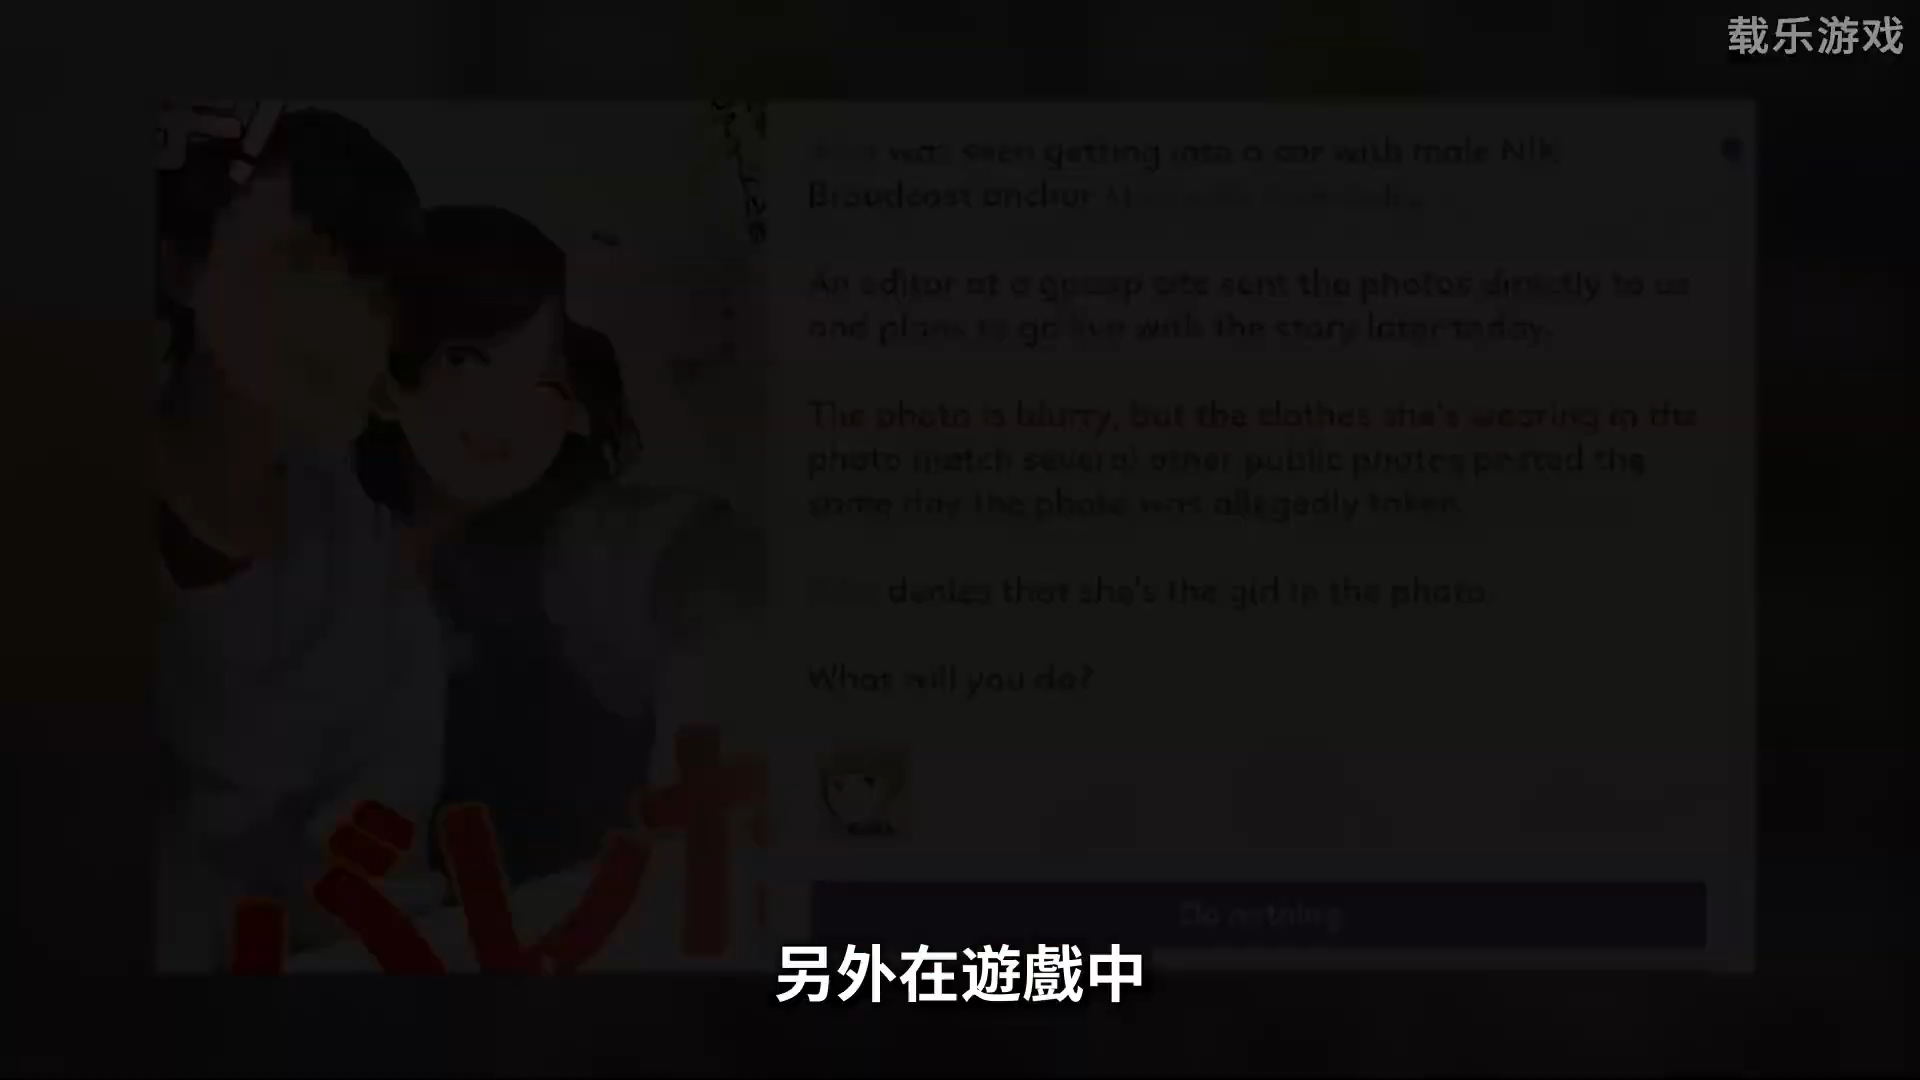 载乐游戏
was seen getting into a car with male NIK
Broadcast anchor
An editor at a gossip site sent the photos directly to us
and plans to go live with the story later today.
The photo is blurry, but the clothes she's wearing in the
photo match several other public photos posted the
same day the photo was allegedly taken.
denies that she's the girl in the photo.
What will you do?
Do nothing
另外在遊戲中